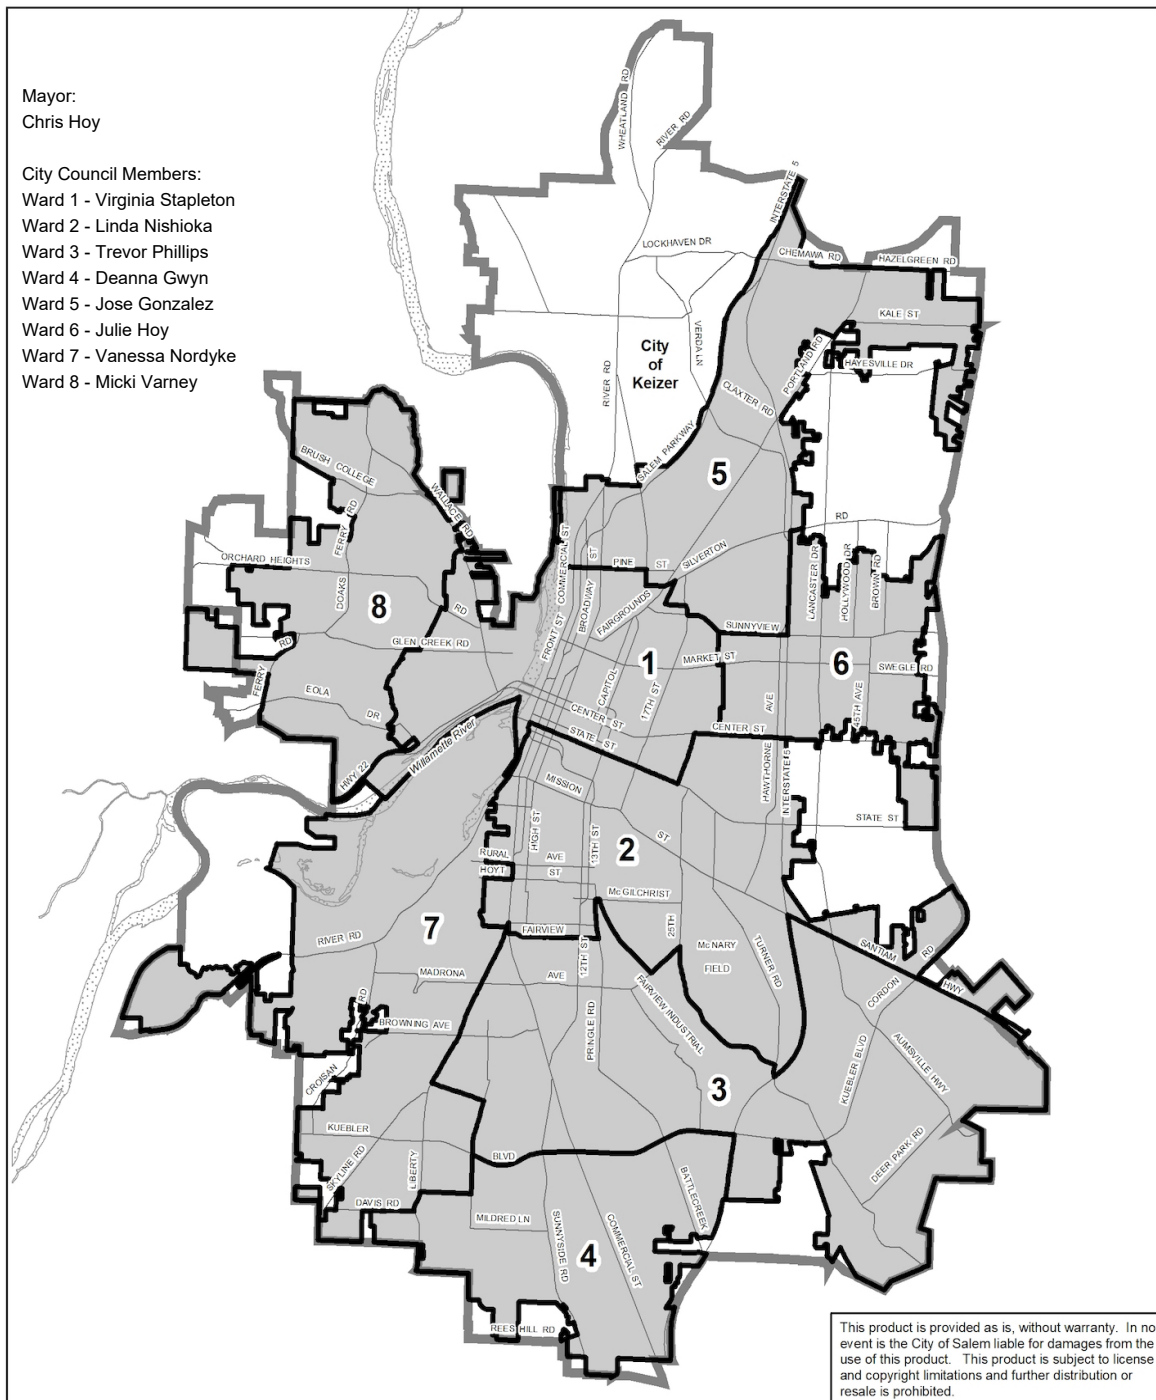 Mayor:
Chris Hoy
City Council Members:
Ward 1 - Virginia Stapleton
Ward 2 - Linda Nishioka
Ward 3 - Trevor Phillips
Ward 4 - Deanna Gwyn
Ward 5 - Jose Gonzalez
Ward 6 - Julie Hoy
Ward 7 - Vanessa Nordyke
Ward 8 - Micki Varney
WHEATLAND RD
RIVER RD
INTERSTATE 5
LOCKHAVEN DR
CHEMAWA RD
HAZELGREEN RD
KALE ST
VERDA LN
City
of
Keizer
PORTLAND RD
HAYESVILLE DR
RIVER RD
CLAXTER RD
SALEM PARKWAY
5
BRUSH COLLEGE
RD
WALLACE RD
DOAKS
FERRY
RD
ORCHARD HEIGHTS
RD
8
GLEN CREEK RD
FERRY
RD
EOLA
DR
HWY 22
Willamette River
COMMERCIAL ST
FRONT ST
BROADWAY
ST
PINE ST
SILVERTON
RD
FAIRGROUNDS
1
CAPITOL
17TH ST
MARKET ST
SUNNYVIEW
LANCASTER DR
HOLLYWOOD DR
BROWN RD
6
SWEGLE RD
45TH AVE
CENTER ST
STATE ST
CENTER ST
HAWTHORNE
AVE
INTERSTATE 5
STATE ST
MISSION
ST
HIGH ST
13TH ST
2
RURAL AVE
HOYT ST
McGILCHRIST
25TH
FAIRVIEW
McNARY
FIELD
TURNER RD
7
RIVER RD
MADRONA AVE
12TH ST
FAIRVIEW INDUSTRIAL
SANTIAM
HWY
CORDON
RD
BROWNING AVE
RD
CROISAN
PRINGLE RD
3
KUEBLER BLVD
AUMSVILLE HWY
DEER PARK RD
KUEBLER
BLVD
SKYLINE RD
LIBERTY
DAVIS RD
MILDRED LN
SUNNYSIDE RD
COMMERCIAL ST
BATTLECREEK
4
REES HILL RD
This product is provided as is, without warranty. In no
event is the City of Salem liable for damages from the
use of this product. This product is subject to license
and copyright limitations and further distribution or
resale is prohibited.